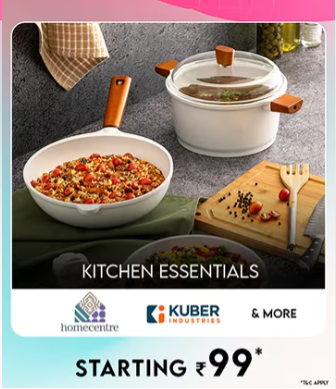 KITCHEN ESSENTIALS
homecentre
KUBER
INDUSTRIES
& MORE
STARTING ₹99*
*T&C APPLY